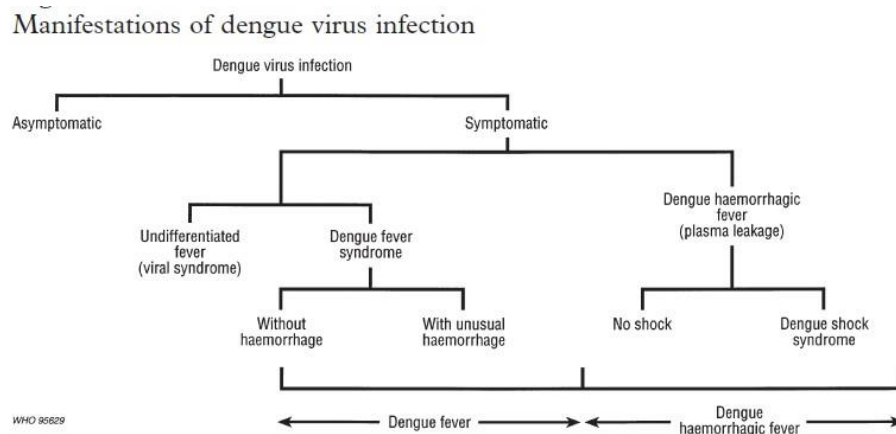 Manifestations of dengue virus infection
Dengue virus infection
Asymptomatic
Symptomatic
Dengue haemorrhagic
fever
(plasma leakage)
Undifferentiated
fever
(viral syndrome)
Dengue fever
syndrome
Without
haemorrhage
With unusual
haemorrhage
No shock
Dengue shock
syndrome
WHO 95629
Dengue fever
Dengue
haemorrhagic fever